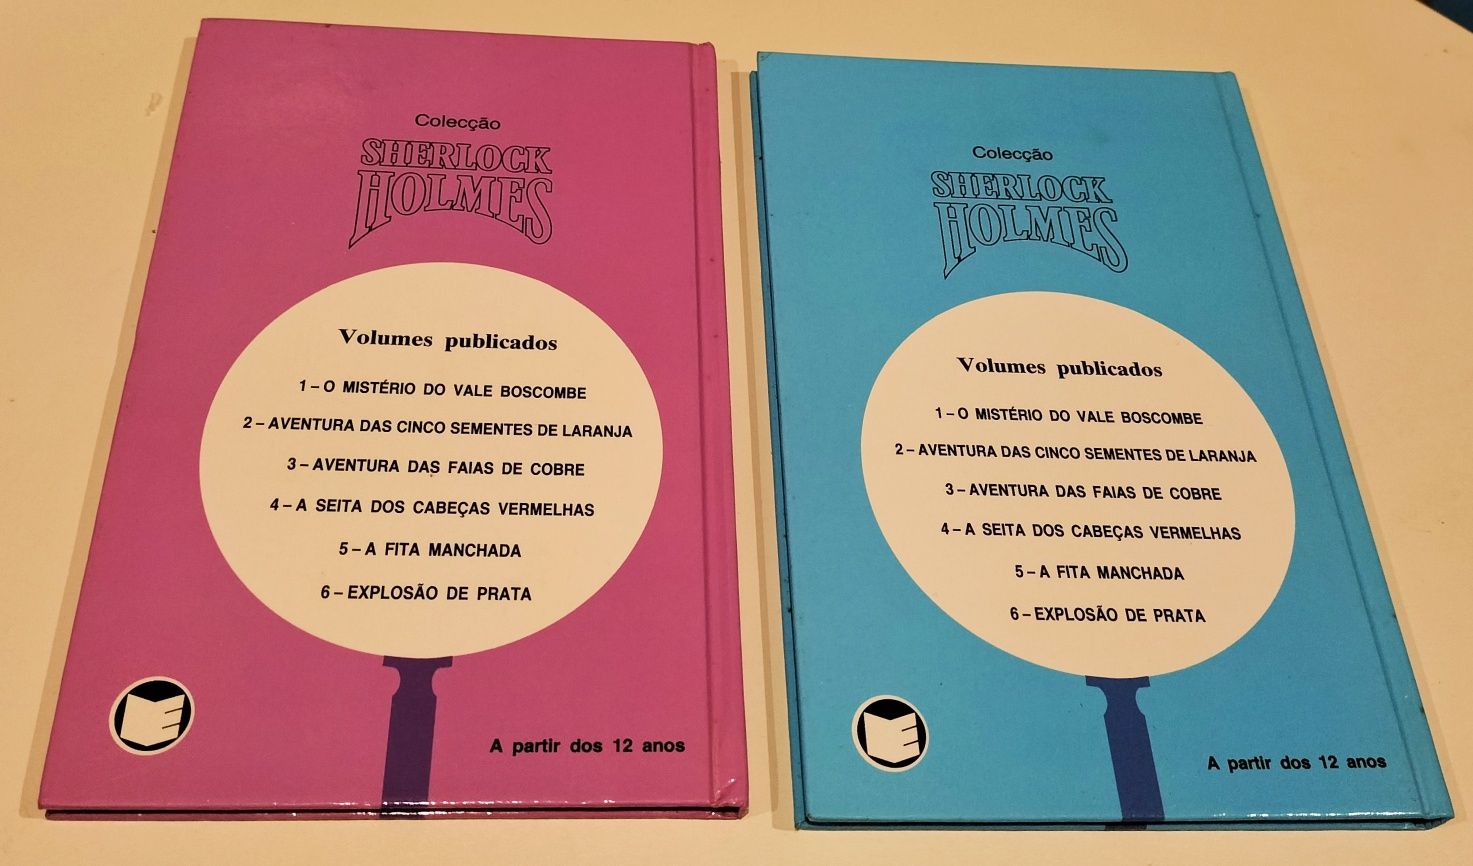 Colecção
SHERLOCK
HOLMES
Volumes publicados
1 – O MISTÉRIO DO VALE BOSCOMBE
2 – AVENTURA DAS CINCO SEMENTES DE LARANJA
3 – AVENTURA DAS FAIAS DE COBRE
4 – A SEITA DOS CABEÇAS VERMELHAS
5 – A FITA MANCHADA
6 – EXPLOSÃO DE PRATA
A partir dos 12 anos
Colecção
SHERLOCK
HOLMES
Volumes publicados
1 – O MISTÉRIO DO VALE BOSCOMBE
2 – AVENTURA DAS CINCO SEMENTES DE LARANJA
3 – AVENTURA DAS FAIAS DE COBRE
4 – A SEITA DOS CABEÇAS VERMELHAS
5 – A FITA MANCHADA
6 – EXPLOSÃO DE PRATA
A partir dos 12 anos